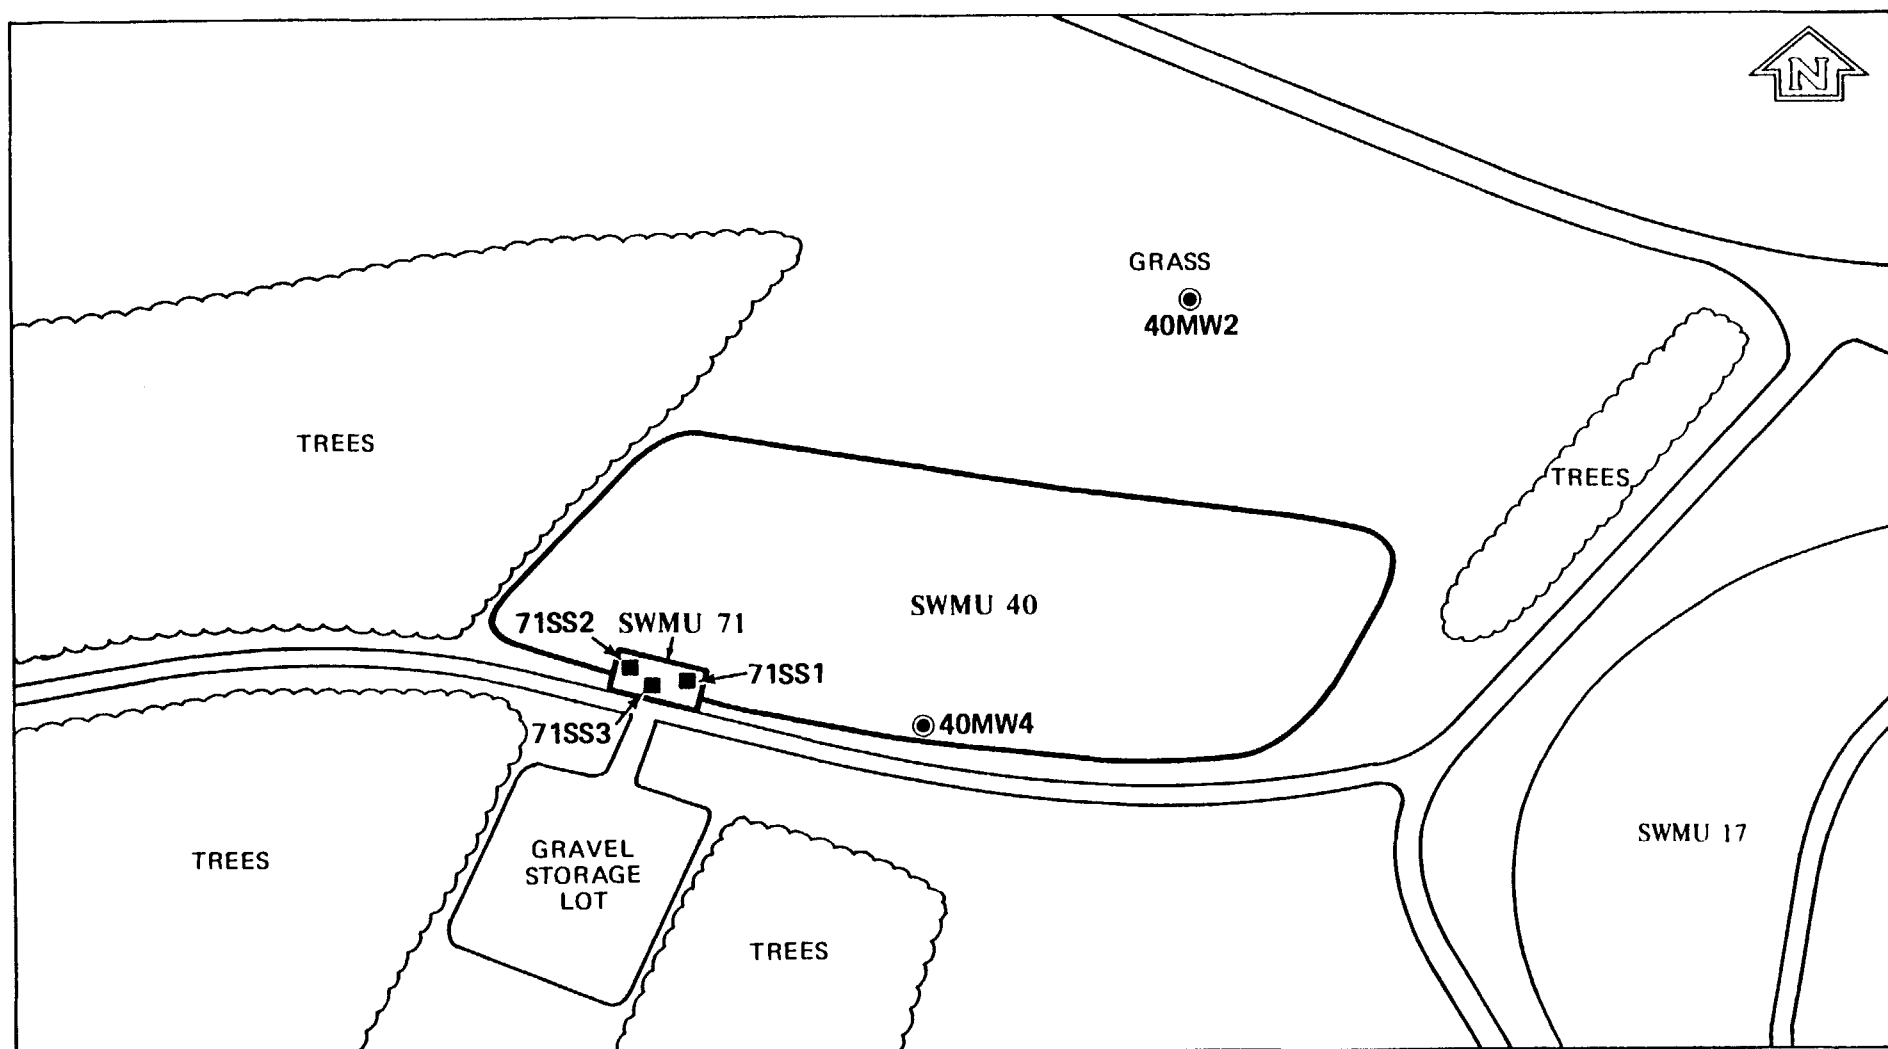 N
GRASS
40MW2
TREES
TREES
SWMU 40
71SS2
SWMU 71
71SS1
71SS3
40MW4
SWMU 17
GRAVEL
STORAGE
LOT
TREES
TREES